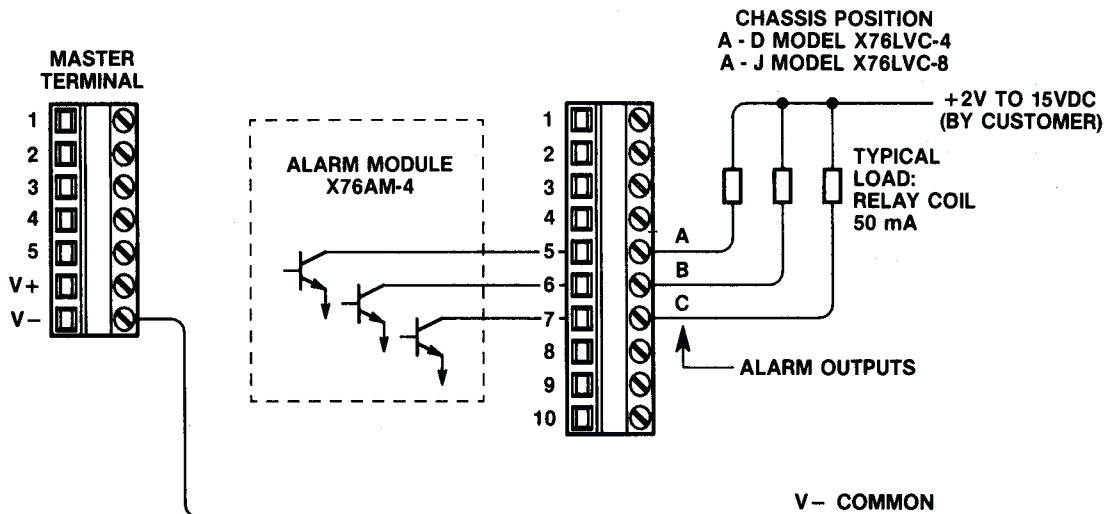 CHASSIS POSITION
A - D MODEL X76LVC-4
A - J MODEL X76LVC-8
MASTER
TERMINAL
1
2
3
4
5
V+
V–
ALARM MODULE
X76AM-4
1
2
3
4
5
6
7
8
9
10
A
B
C
+2V TO 15VDC
(BY CUSTOMER)
TYPICAL
LOAD:
RELAY COIL
50 mA
ALARM OUTPUTS
V– COMMON